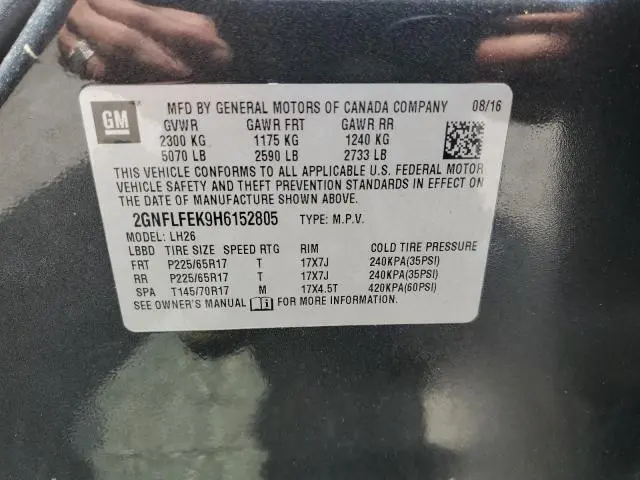 GM MFD BY GENERAL MOTORS OF CANADA COMPANY 08/16
GVWR GAWR FRT GAWR RR
2300 KG 1175 KG 1240 KG
5070 LB 2590 LB 2733 LB
THIS VEHICLE CONFORMS TO ALL APPLICABLE U.S. FEDERAL MOTOR
VEHICLE SAFETY AND THEFT PREVENTION STANDARDS IN EFFECT ON
THE DATE OF MANUFACTURE SHOWN ABOVE.
2GNFLFEK9H6152805 TYPE: M.P.V.
MODEL: LH26
LBBD TIRE SIZE SPEED RTG RIM COLD TIRE PRESSURE
FRT P225/65R17 T 17X7J 240KPA(35PSI)
RR P225/65R17 T 17X7J 240KPA(35PSI)
SPA T145/70R17 M 17X4.5T 420KPA(60PSI)
SEE OWNER'S MANUAL FOR MORE INFORMATION.